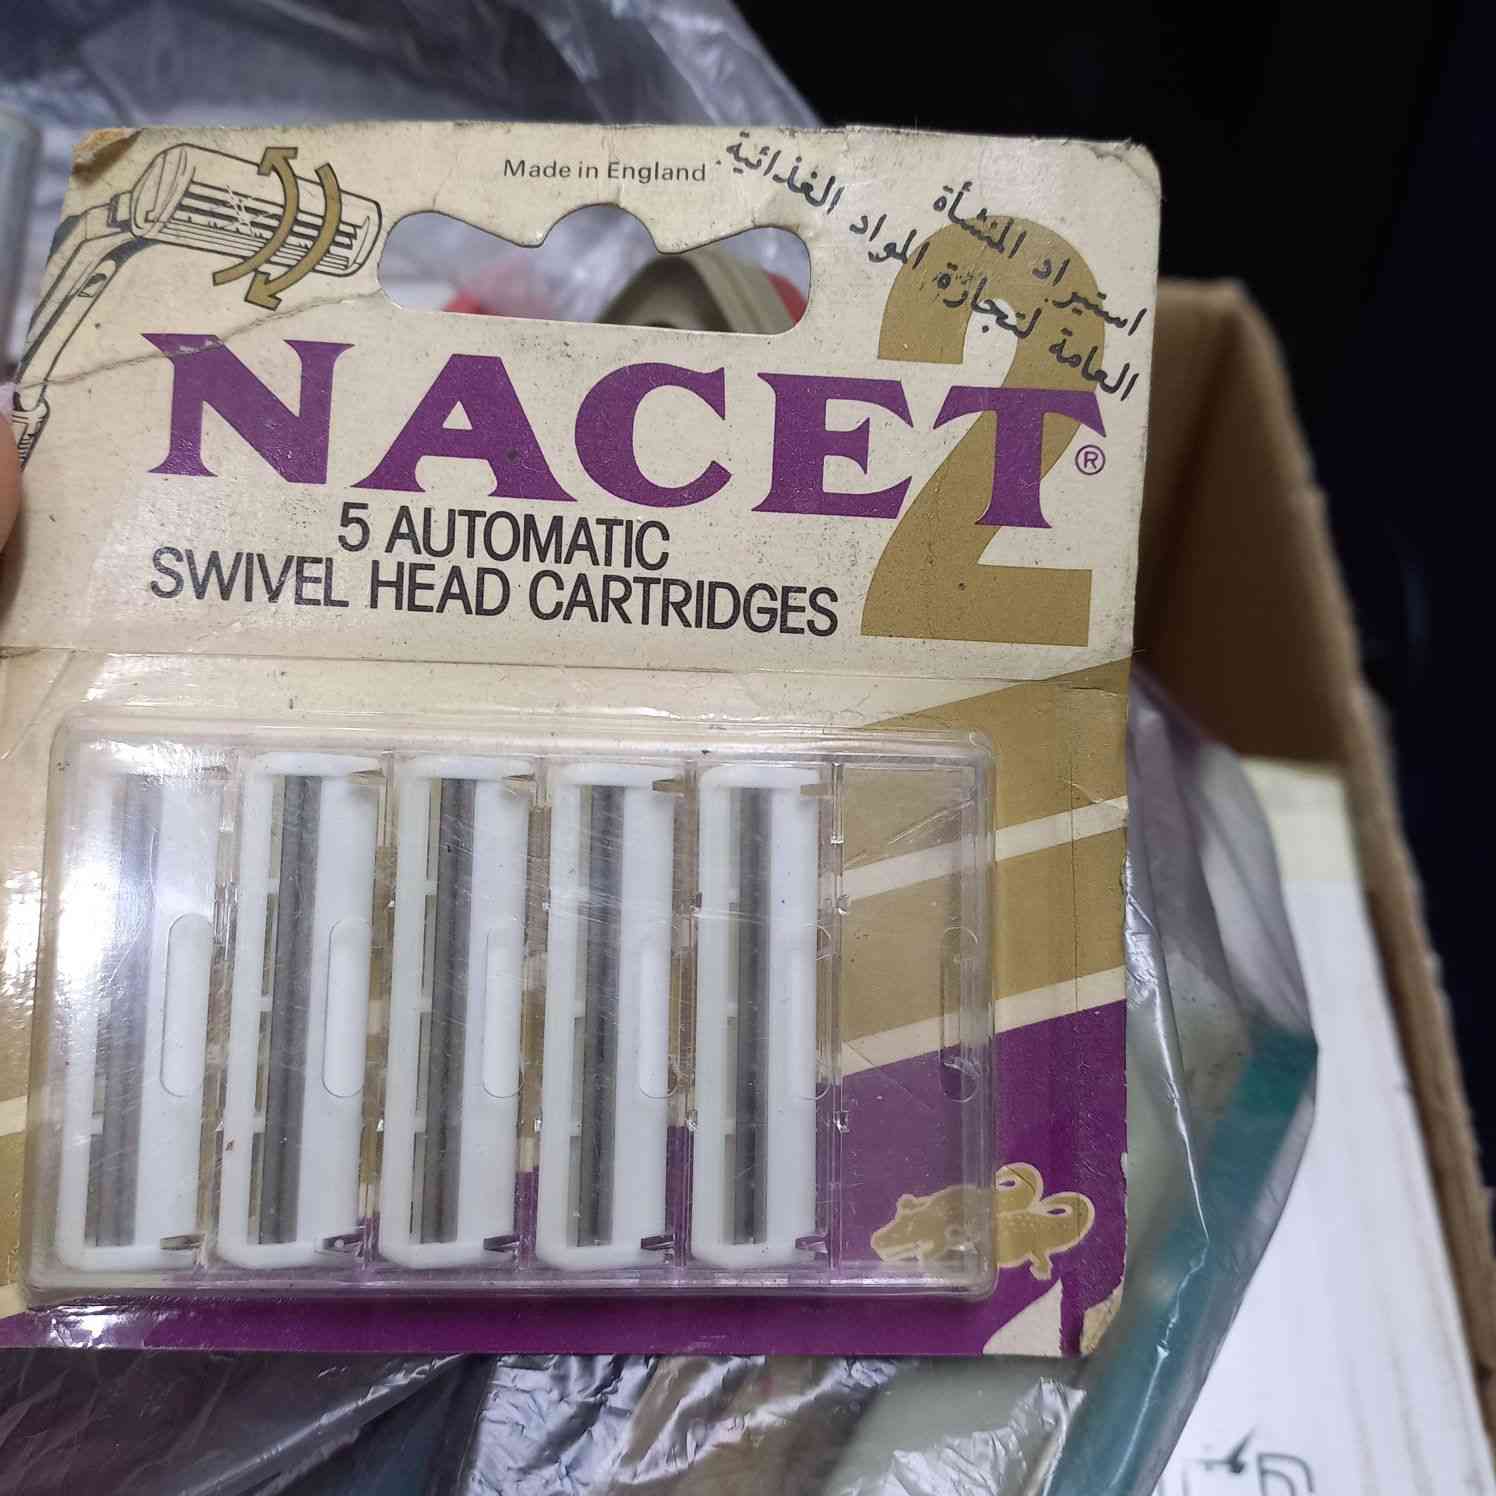 Made in England
استيراد المنشأة
العامة لتجارة المواد الغذائية
2
NACET®
5 AUTOMATIC
SWIVEL HEAD CARTRIDGES